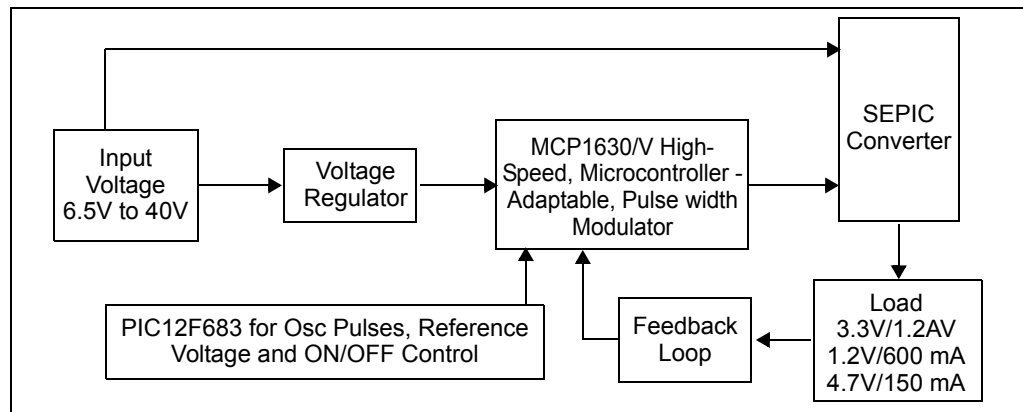 SEPIC
Converter
Input
Voltage
6.5V to 40V
Voltage
Regulator
MCP1630/V High-
Speed, Microcontroller -
Adaptable, Pulse width
Modulator
PIC12F683 for Osc Pulses, Reference
Voltage and ON/OFF Control
Feedback
Loop
Load
3.3V/1.2AV
1.2V/600 mA
4.7V/150 mA